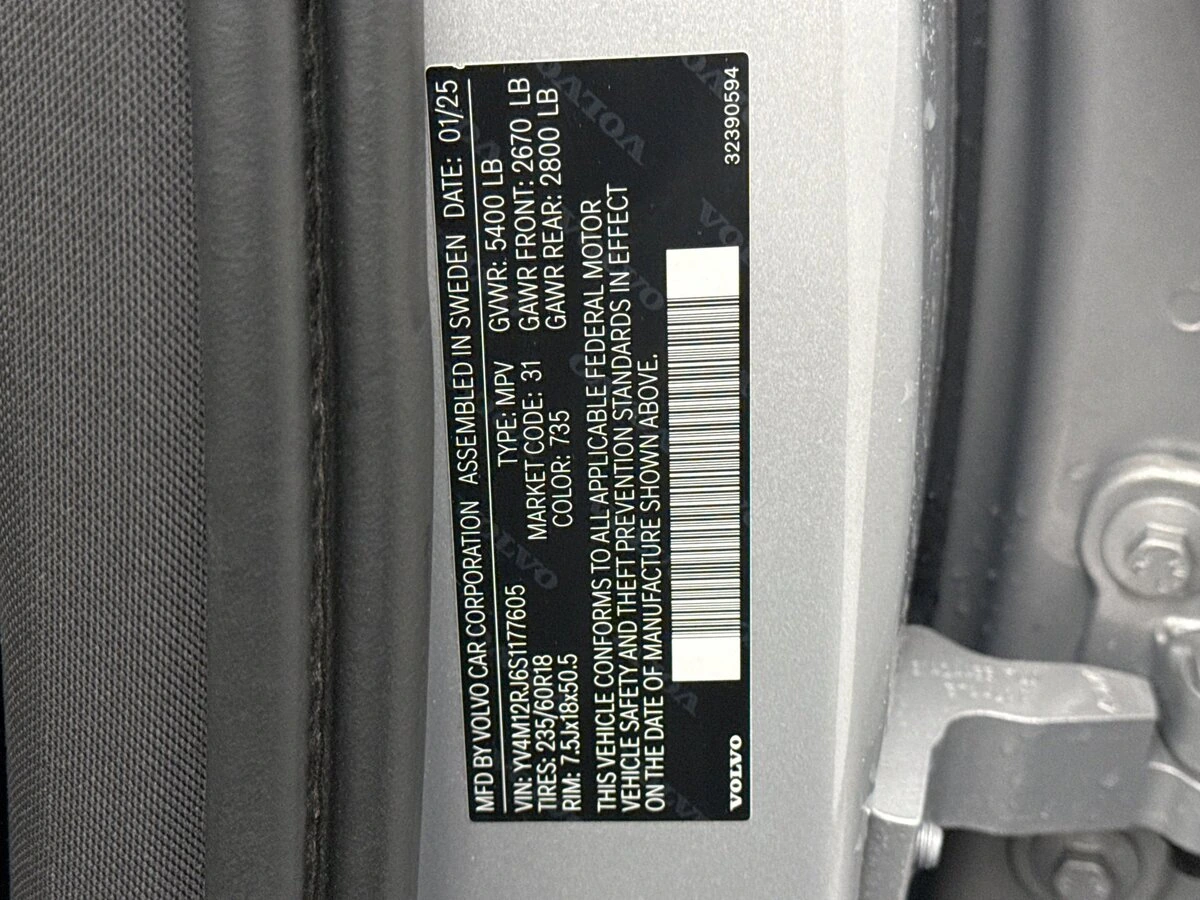 MFD BY VOLVO CAR CORPORATION ASSEMBLED IN SWEDEN DATE: 01/25
VIN: YV4M12RJ6S1177605 TYPE: MPV GVWR: 5400 LB
TIRES: 235/60R18 MARKET CODE: 31 GAWR FRONT: 2670 LB
RIM: 7.5Jx18x50.5 COLOR: 735 GAWR REAR: 2800 LB
THIS VEHICLE CONFORMS TO ALL APPLICABLE FEDERAL MOTOR
VEHICLE SAFETY AND THEFT PREVENTION STANDARDS IN EFFECT
ON THE DATE OF MANUFACTURE SHOWN ABOVE.
VOLVO 32390594